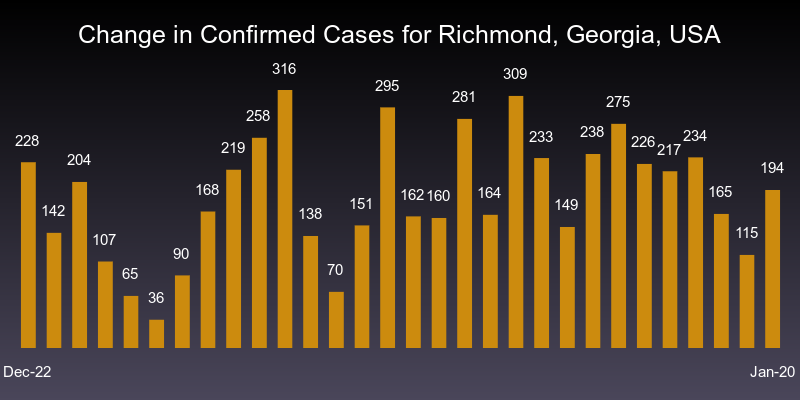 Change in Confirmed Cases for Richmond, Georgia, USA
228 142 204 107 65 36 90 168 219 258 316 138 70 151 295 162 160 281 164 309 233 149 238 275 226 217 234 165 115 194
Dec-22 Jan-20